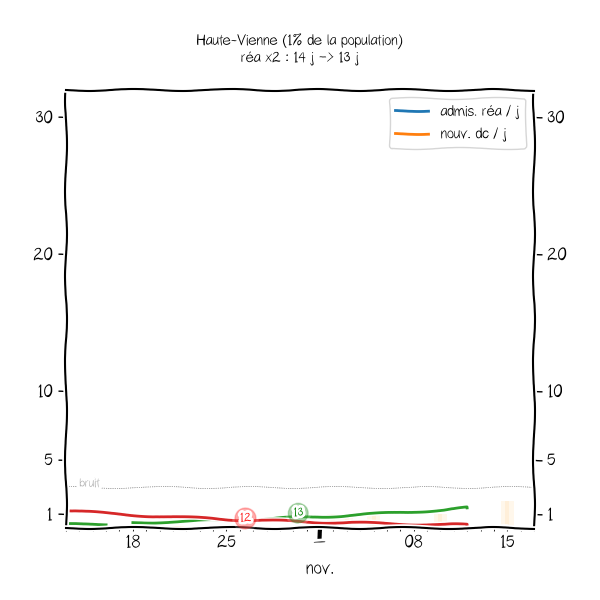 Haute-Vienne (1% de la population)
réa x2 : 14 j -> 13 j
admis. réa / j
nouv. dc / j
30
30
20
20
10
10
5
5
bruit
1
12
13
1
18
25
1
08
15
nov.